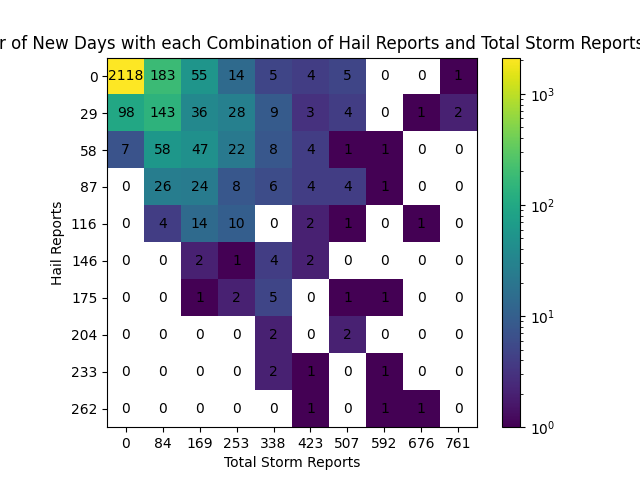 r of New Days with each Combination of Hail Reports and Total Storm Reports
0 2118 183 55 14 5 4 5 0 0 1
29 98 143 36 28 9 3 4 0 1 2
58 7 58 47 22 8 4 1 1 0 0
87 0 26 24 8 6 4 4 1 0 0
116 0 4 14 10 0 2 1 0 1 0
146 0 0 2 1 4 2 0 0 0 0
175 0 0 1 2 5 0 1 1 0 0
204 0 0 0 0 2 0 2 0 0 0
233 0 0 0 0 2 1 0 1 0 0
262 0 0 0 0 0 1 0 1 1 0
0 84 169 253 338 423 507 592 676 761
Total Storm Reports
Hail Reports
10³
10²
10¹
10⁰